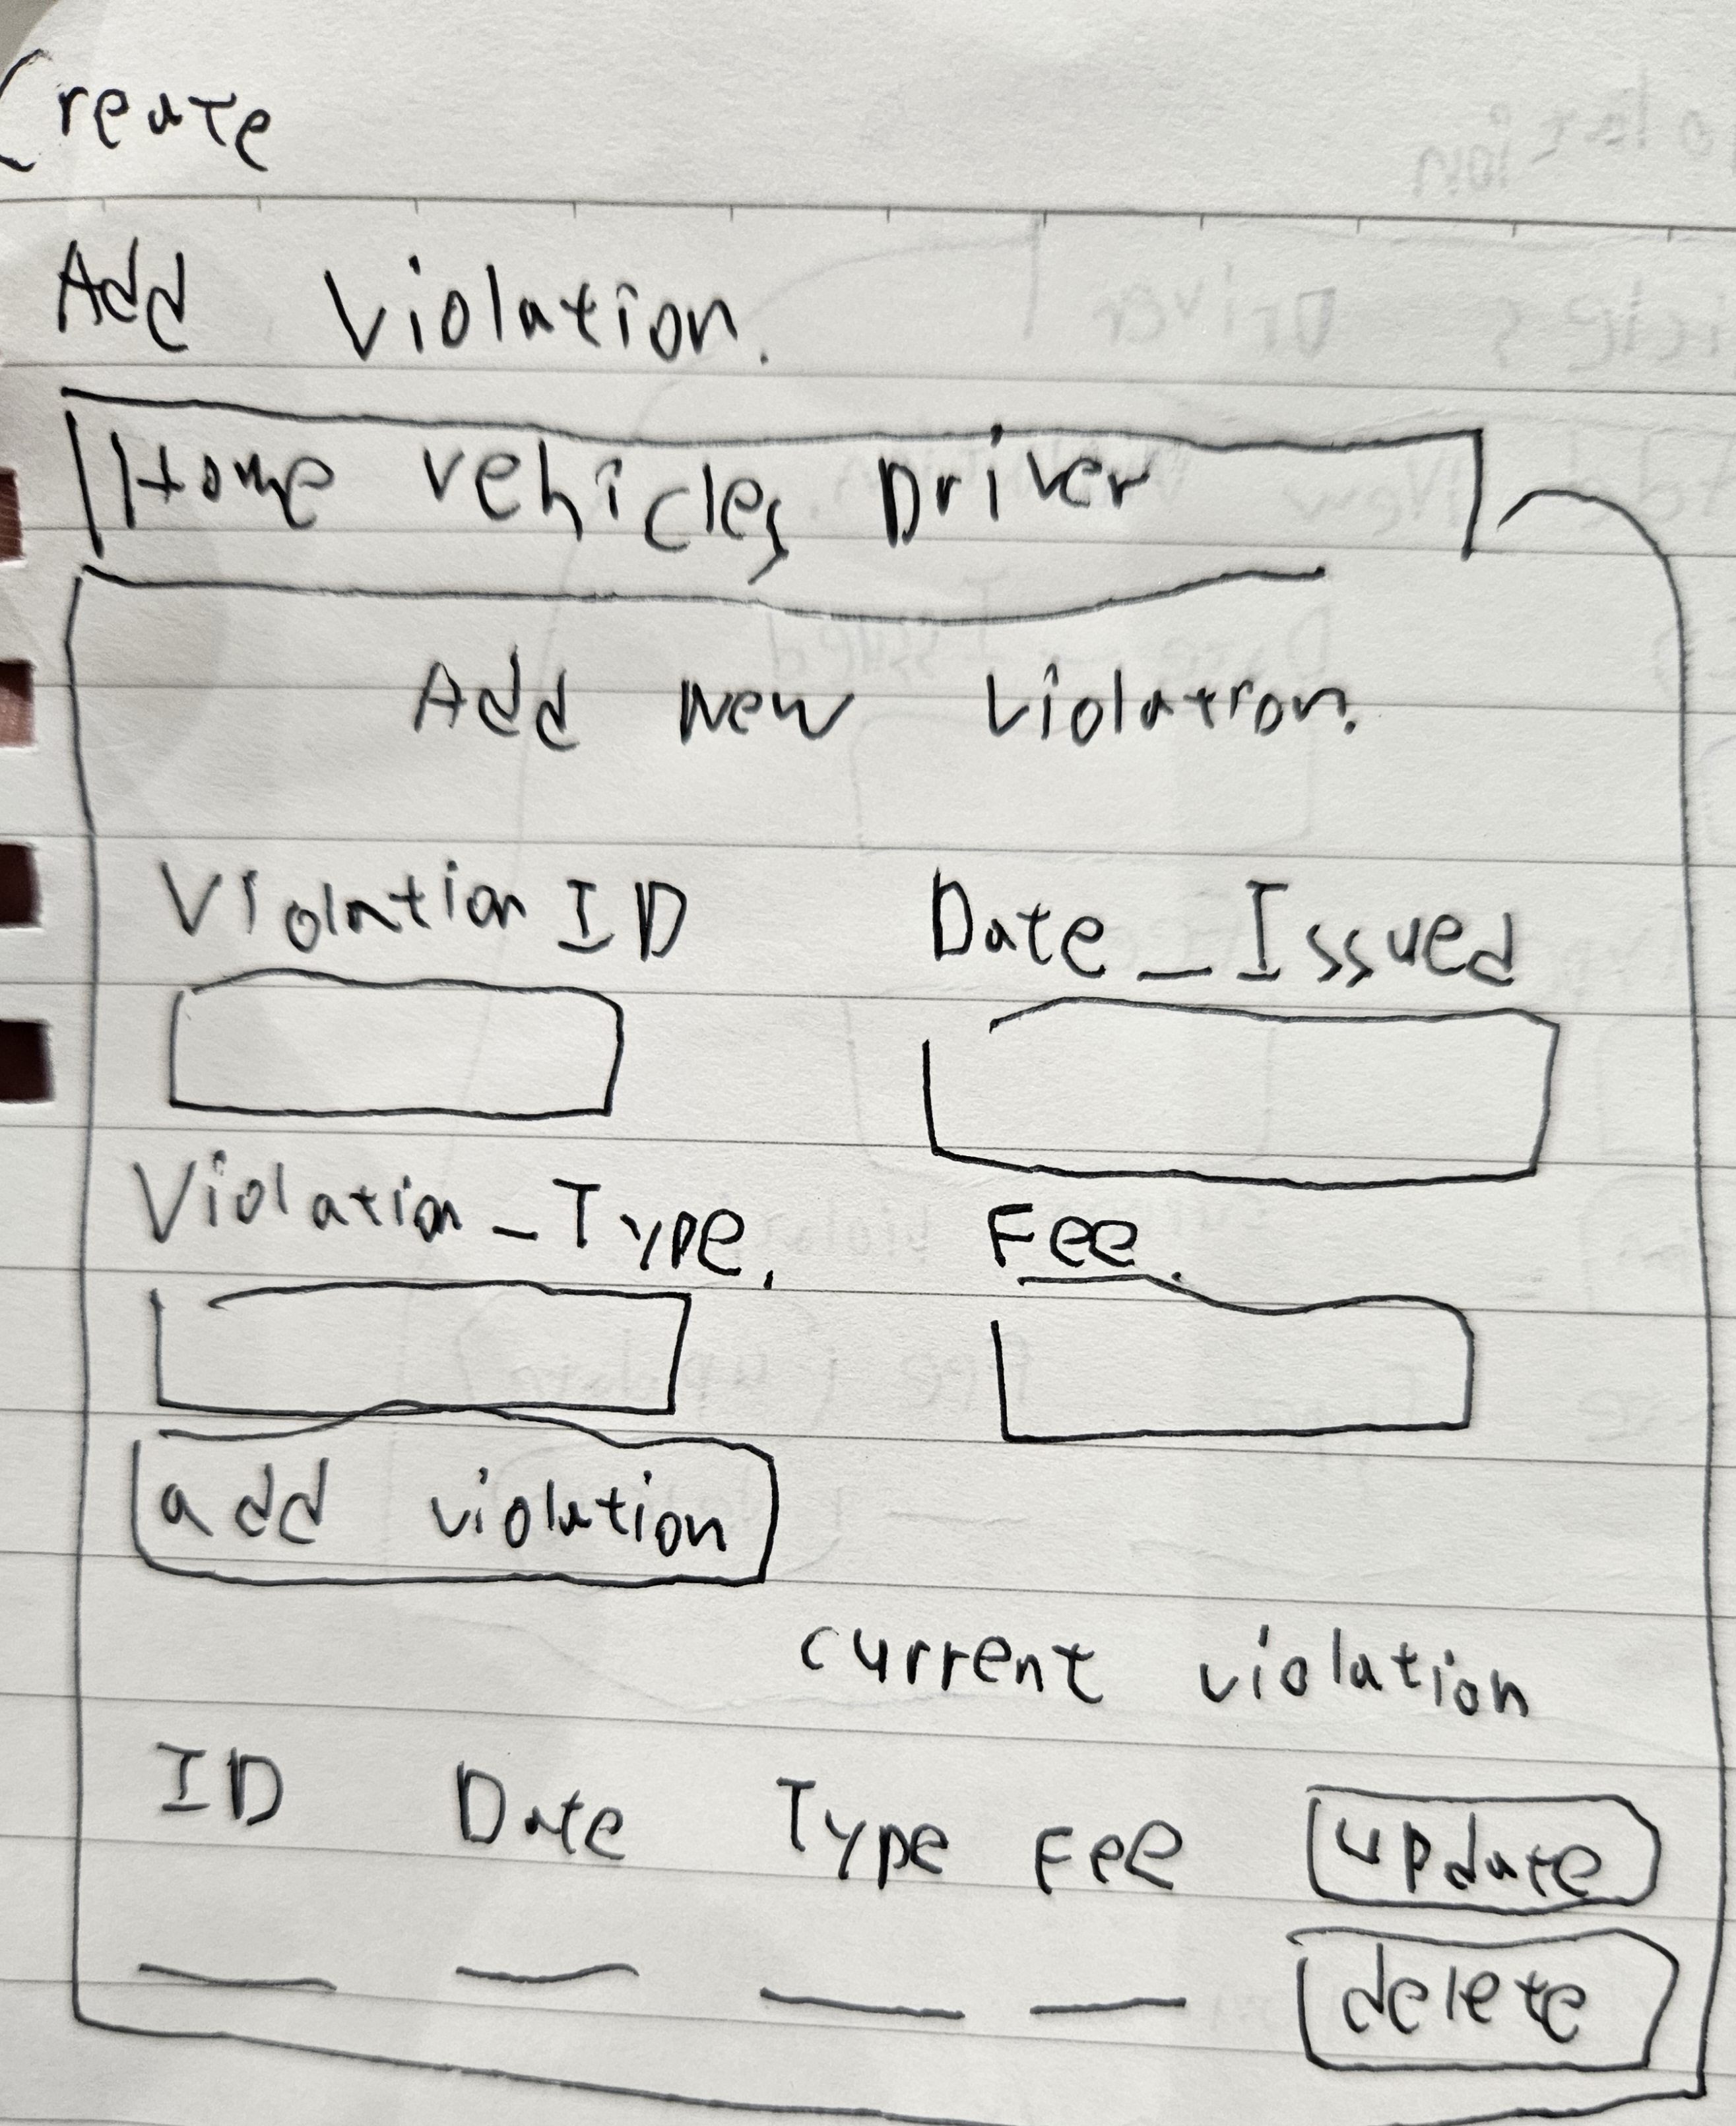 Create
Add Violation.
Home Vehicles Driver
Add New Violation.
Violation ID Date_Issued
Violation_Type. Fee.
add violation
current violation
ID Date Type Fee update
delete